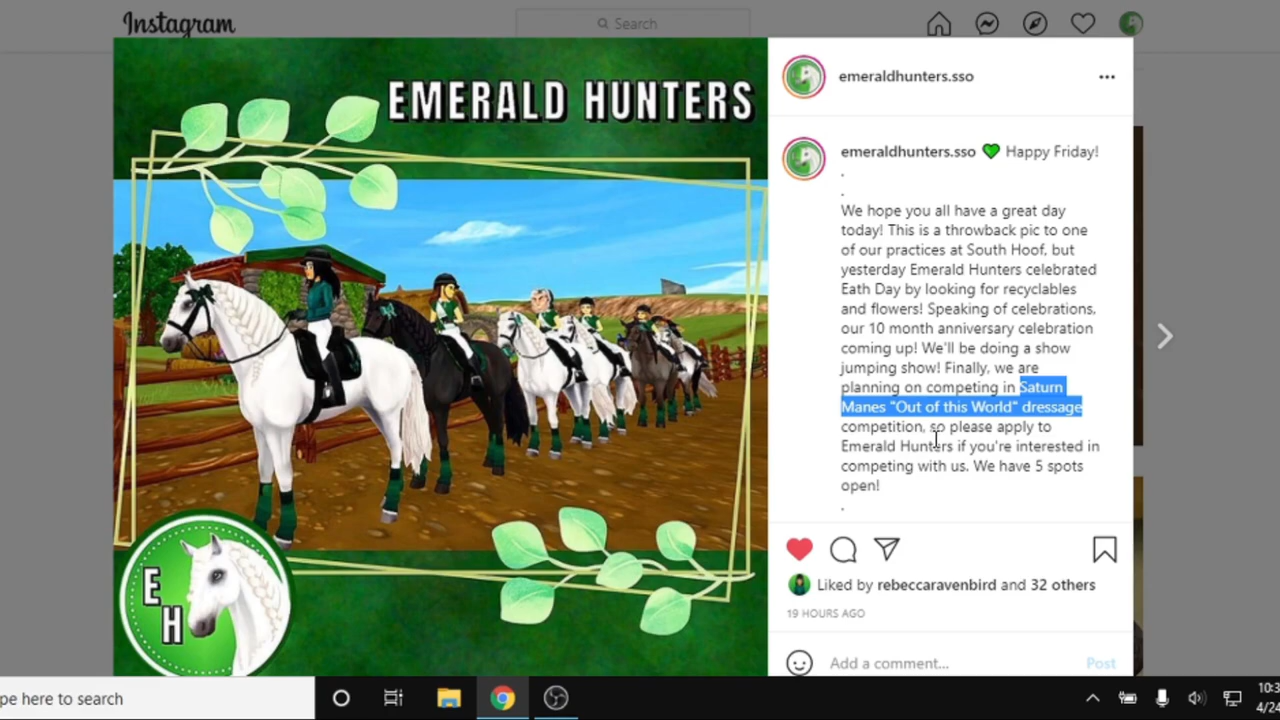 Instagram
Search
EMERALD HUNTERS
E
H
emeraldhunters.sso
emeraldhunters.sso 💚 Happy Friday!
.
.
We hope you all have a great day
today! This is a throwback pic to one
of our practices at South Hoof, but
yesterday Emerald Hunters celebrated
Eath Day by looking for recyclables
and flowers! Speaking of celebrations,
our 10 month anniversary celebration
coming up! We'll be doing a show
jumping show! Finally, we are
planning on competing in Saturn
Manes "Out of this World" dressage
competition, so please apply to
Emerald Hunters if you're interested in
competing with us. We have 5 spots
open!
.
Liked by rebeccaravenbird and 32 others
19 HOURS AGO
Add a comment...
Post
pe here to search
10:3
4/24